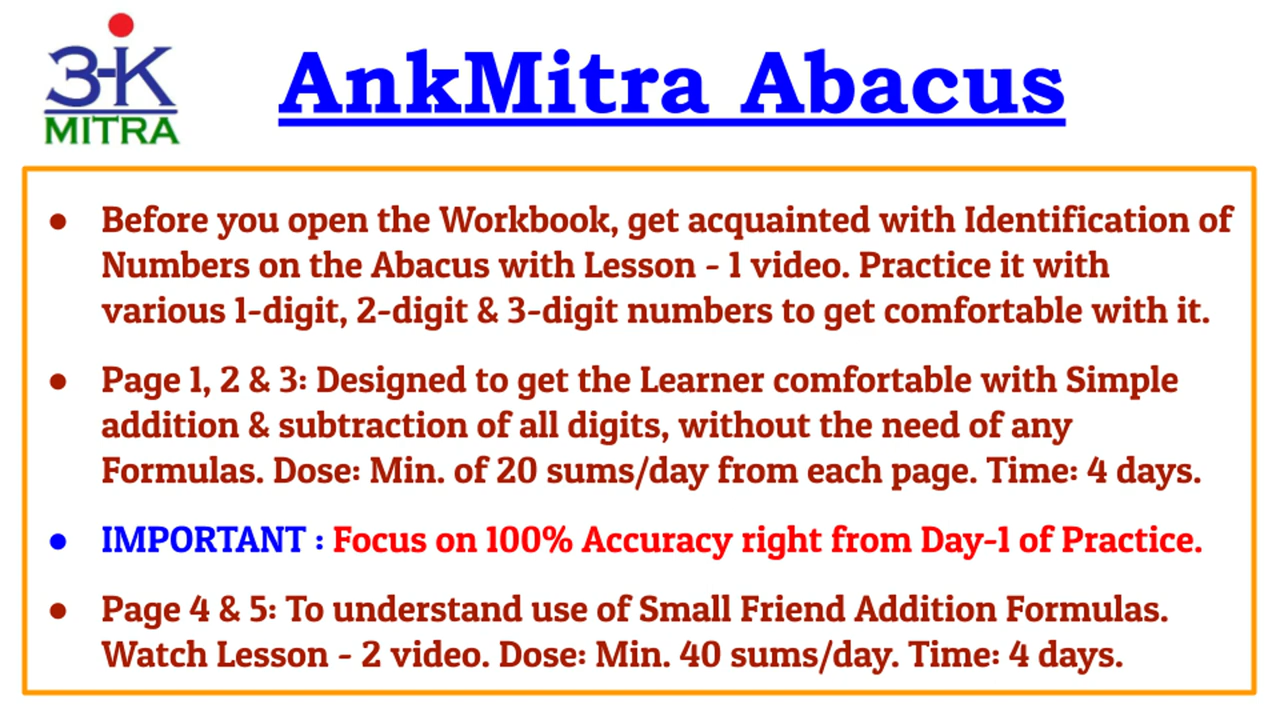 3-K
MITRA
AnkMitra Abacus
● Before you open the Workbook, get acquainted with Identification of
Numbers on the Abacus with Lesson - 1 video. Practice it with
various 1-digit, 2-digit & 3-digit numbers to get comfortable with it.
● Page 1, 2 & 3: Designed to get the Learner comfortable with Simple
addition & subtraction of all digits, without the need of any
Formulas. Dose: Min. of 20 sums/day from each page. Time: 4 days.
● IMPORTANT : Focus on 100% Accuracy right from Day-1 of Practice.
● Page 4 & 5: To understand use of Small Friend Addition Formulas.
Watch Lesson - 2 video. Dose: Min. 40 sums/day. Time: 4 days.